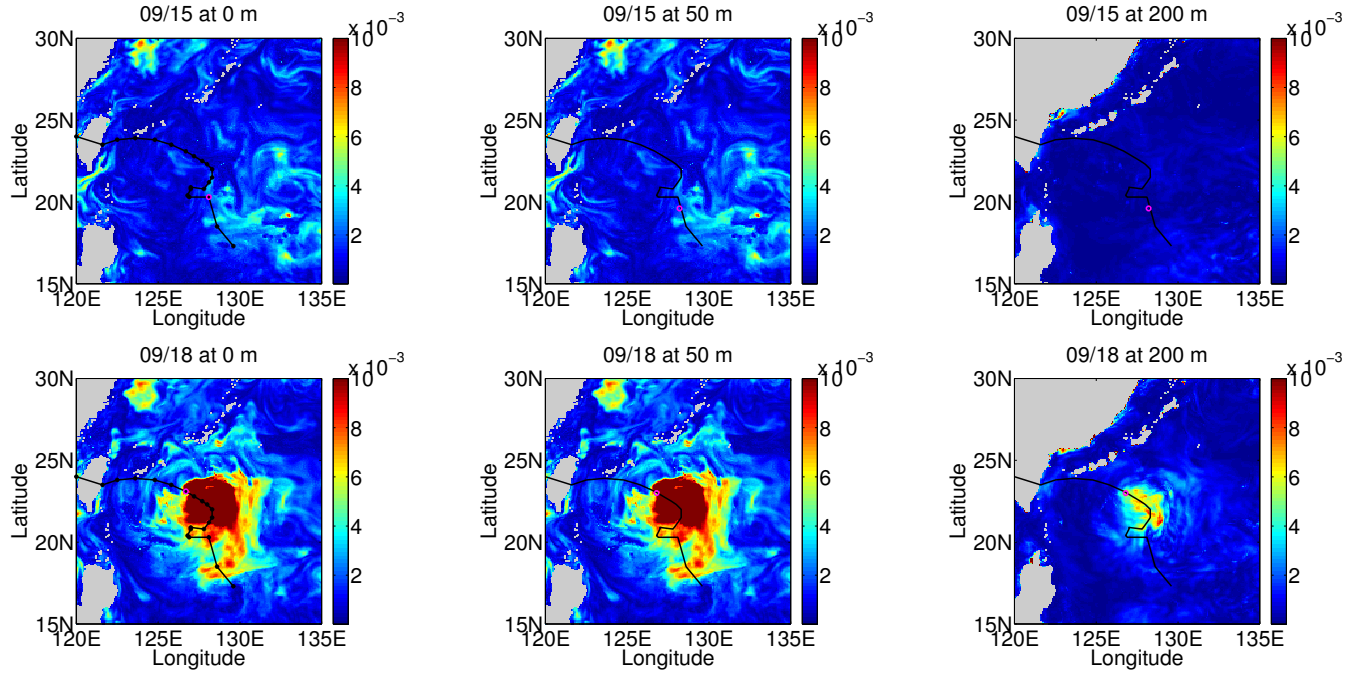 09/15 at 0 m
x 10⁻³
30N
25N
20N
15N
120E 125E 130E 135E
Latitude
Longitude
10
8
6
4
2
09/15 at 50 m
x 10⁻³
30N
25N
20N
15N
120E 125E 130E 135E
Latitude
Longitude
10
8
6
4
2
09/15 at 200 m
x 10⁻³
30N
25N
20N
15N
120E 125E 130E 135E
Latitude
Longitude
10
8
6
4
2
09/18 at 0 m
x 10⁻³
30N
25N
20N
15N
120E 125E 130E 135E
Latitude
Longitude
10
8
6
4
2
09/18 at 50 m
x 10⁻³
30N
25N
20N
15N
120E 125E 130E 135E
Latitude
Longitude
10
8
6
4
2
09/18 at 200 m
x 10⁻³
30N
25N
20N
15N
120E 125E 130E 135E
Latitude
Longitude
10
8
6
4
2